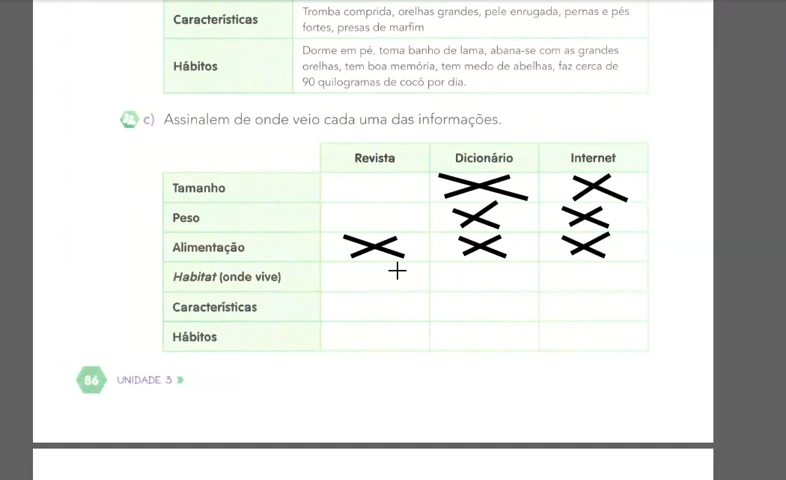 Características
Tromba comprida, orelhas grandes, pele enrugada, pernas e pés
fortes, presas de marfim
Hábitos
Dorme em pé, toma banho de lama, abana-se com as grandes
orelhas, tem boa memória, tem medo de abelhas, faz cerca de
90 quilogramas de cocô por dia.
c) Assinalem de onde veio cada uma das informações.
Revista Dicionário Internet
Tamanho
Peso
Alimentação
Habitat (onde vive)
Características
Hábitos
86 UNIDADE 3